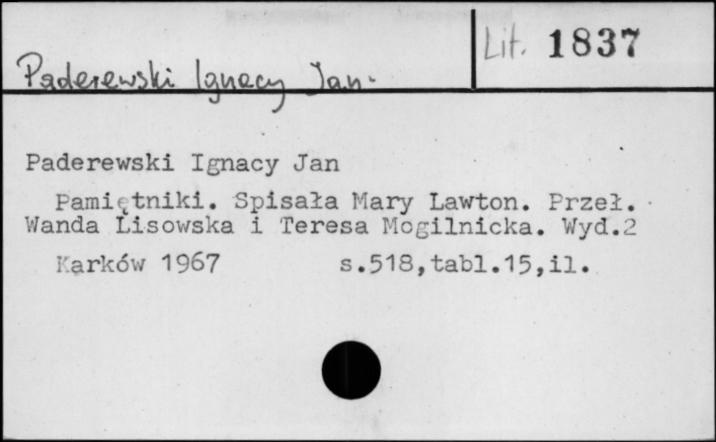 Paderewski Ignacy Jan.
Lit. 1837
Paderewski Ignacy Jan
Pamiętniki. Spisała Mary Lawton. Przeł.
Wanda Lisowska i Teresa Mogilnicka. Wyd.2
Karków 1967 s.518,tabl.15,il.